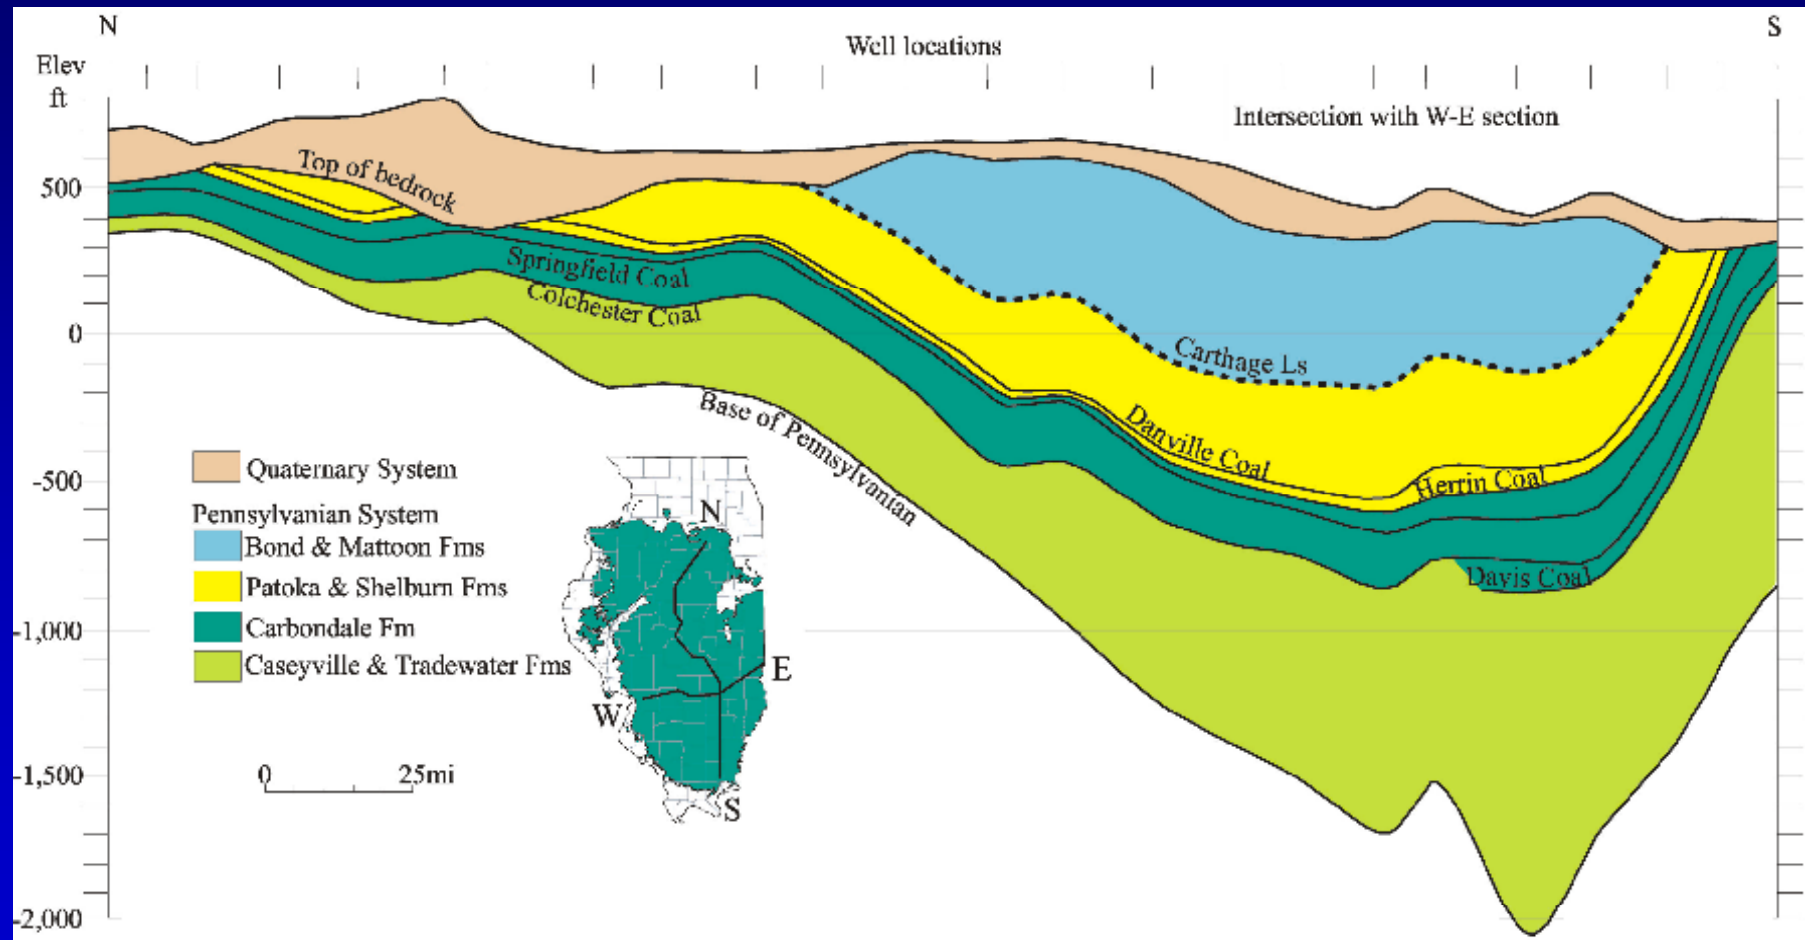 N
S
Well locations
Elev
ft
Intersection with W-E section
500
0
-500
-1,000
-1,500
-2,000
Top of bedrock
Springfield Coal
Colchester Coal
Carthage Ls
Danville Coal
Herrin Coal
Davis Coal
Base of Pennsylvanian
Quaternary System
Pennsylvanian System
Bond & Mattoon Fms
Patoka & Shelburn Fms
Carbondale Fm
Caseyville & Tradewater Fms
0 25mi
N
E
W
S